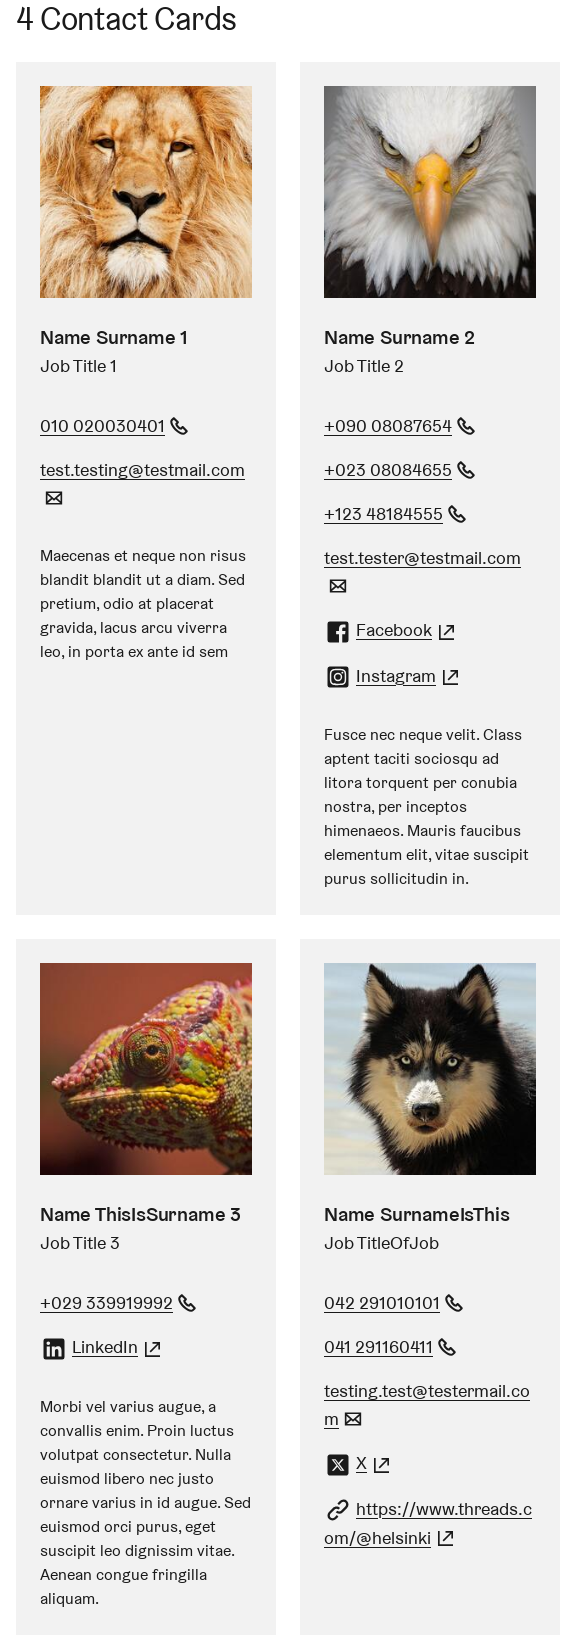 4 Contact Cards
Name Surname 1
Job Title 1
010 020030401
test.testing@testmail.com
Maecenas et neque non risus
blandit blandit ut a diam. Sed
pretium, odio at placerat
gravida, lacus arcu viverra
leo, in porta ex ante id sem
Name Surname 2
Job Title 2
+090 08087654
+023 08084655
+123 48184555
test.tester@testmail.com
Facebook
Instagram
Fusce nec neque velit. Class
aptent taciti sociosqu ad
litora torquent per conubia
nostra, per inceptos
himenaeos. Mauris faucibus
elementum elit, vitae suscipit
purus sollicitudin in.
Name ThisIsSurname 3
Job Title 3
+029 339919992
LinkedIn
Morbi vel varius augue, a
convallis enim. Proin luctus
volutpat consectetur. Nulla
euismod libero nec justo
ornare varius in id augue. Sed
euismod orci purus, eget
suscipit leo dignissim vitae.
Aenean congue fringilla
aliquam.
Name SurnameIsThis
Job TitleOfJob
042 291010101
041 291160411
testing.test@testermail.co
m
X
https://www.threads.c
om/@helsinki